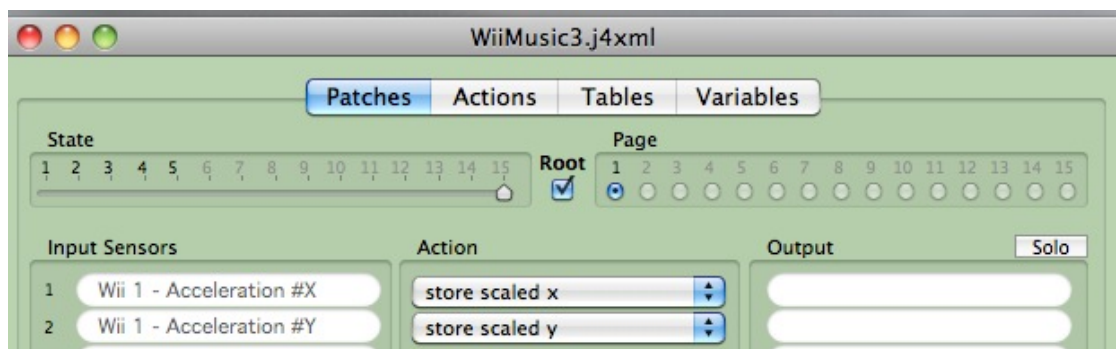 WiiMusic3.j4xml
Patches Actions Tables Variables
State Page
1 2 3 4 5 6 7 8 9 10 11 12 13 14 15 Root 1 2 3 4 5 6 7 8 9 10 11 12 13 14 15
Input Sensors Action Output Solo
1 Wii 1 - Acceleration #X store scaled x
2 Wii 1 - Acceleration #Y store scaled y